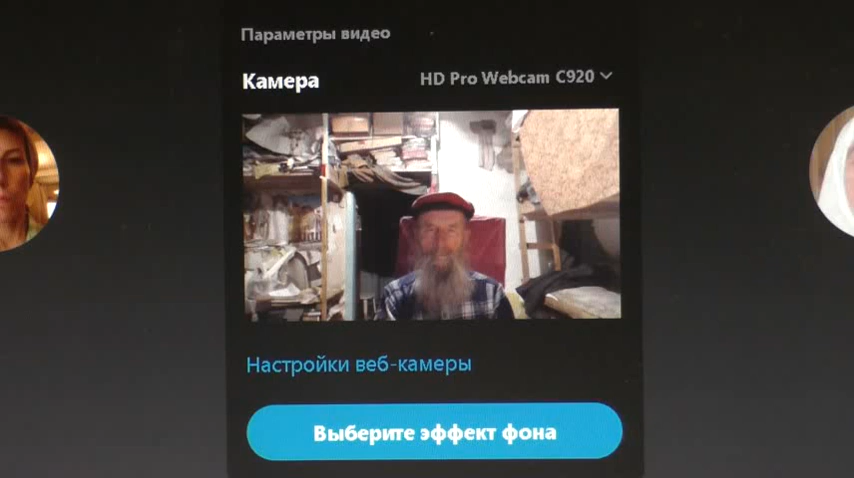 Параметры видео
Камера
HD Pro Webcam C920
Настройки веб-камеры
Выберите эффект фона